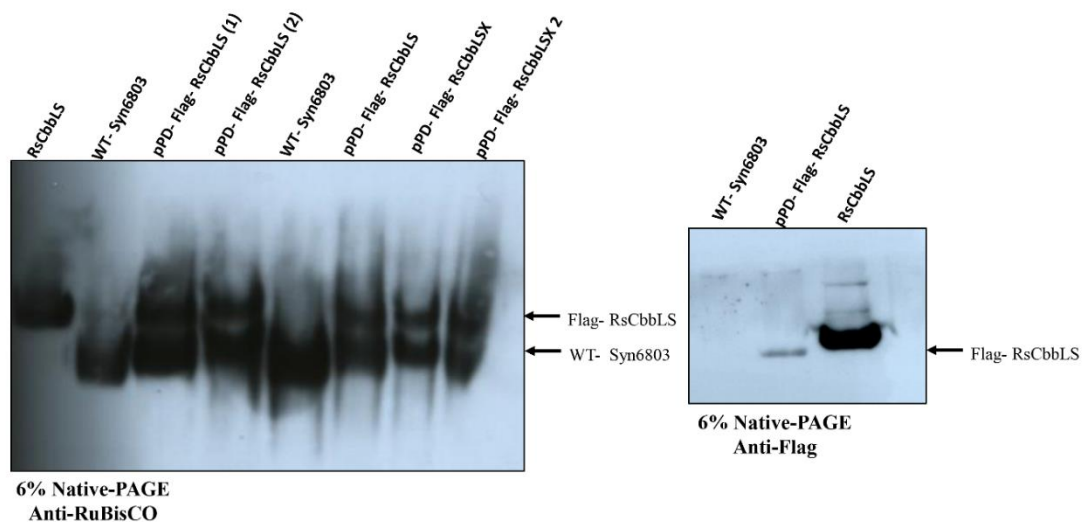 RsCbbLS
WT- Syn6803
pPD- Flag- RsCbbLS (1)
pPD- Flag- RsCbbLS (2)
WT- Syn6803
pPD- Flag- RsCbbLS
pPD- Flag- RsCbbLSX
pPD- Flag- RsCbbLSX 2
Flag- RsCbbLS
WT- Syn6803
6% Native-PAGE
Anti-RuBisCO
WT- Syn6803
pPD- Flag- RsCbbLS
RsCbbLS
Flag- RsCbbLS
6% Native-PAGE
Anti-Flag